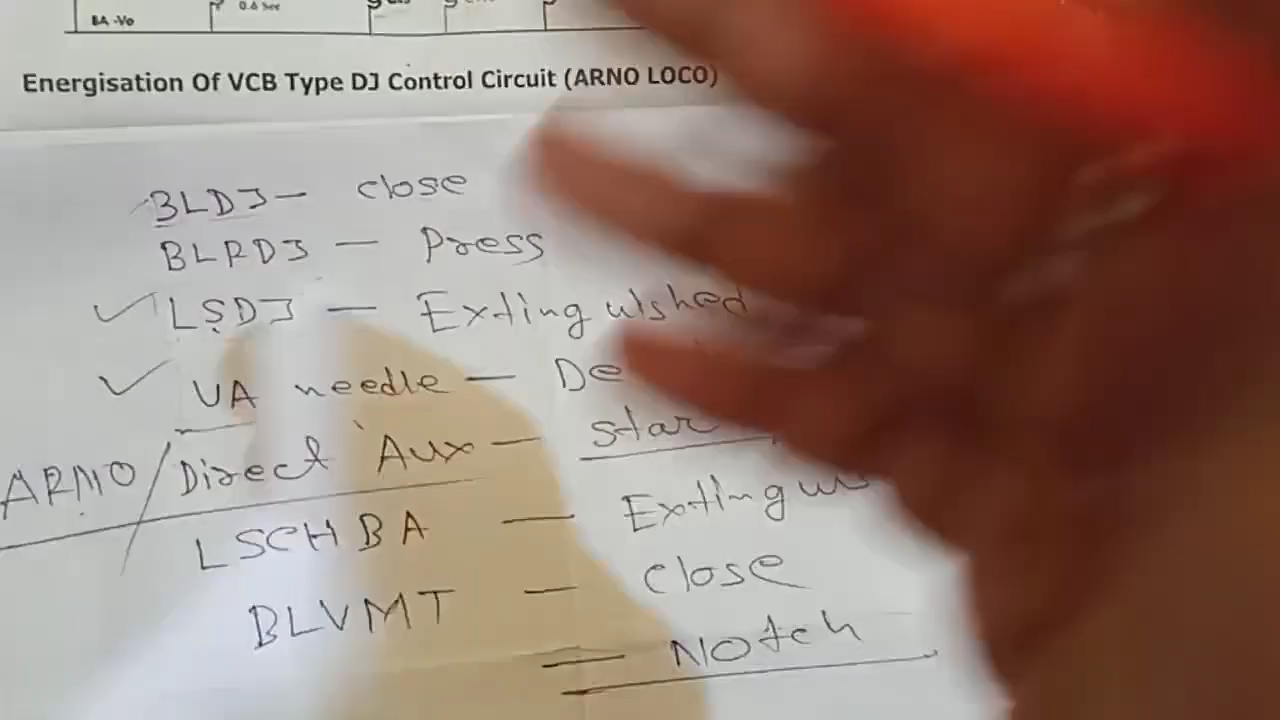 BA -Vo 0.6 Sec
Energisation Of VCB Type DJ Control Circuit (ARNO LOCO)
BLDJ - close
BLRDJ - Press
LSDJ - Extinguished
UA needle - De
ARNO/Direct Aux - star
LSCHBA - Extingu
BLVMT - close
- Notch